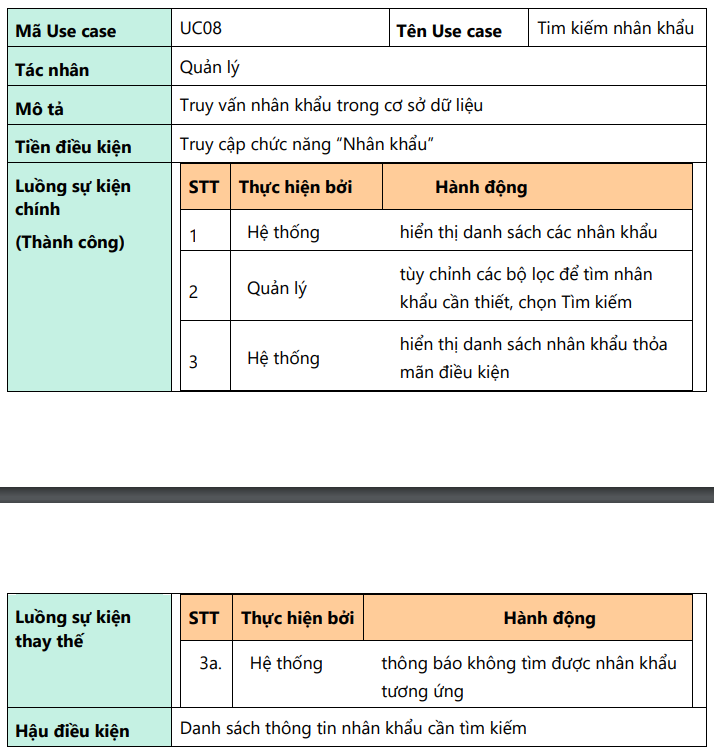 Mã Use case UC08 Tên Use case Tìm kiếm nhân khẩu
Tác nhân Quản lý
Mô tả Truy vấn nhân khẩu trong cơ sở dữ liệu
Tiền điều kiện Truy cập chức năng “Nhân khẩu”
Luồng sự kiện chính
(Thành công)
STT Thực hiện bởi Hành động
1 Hệ thống hiển thị danh sách các nhân khẩu
2 Quản lý tùy chỉnh các bộ lọc để tìm nhân
khẩu cần thiết, chọn Tìm kiếm
3 Hệ thống hiển thị danh sách nhân khẩu thỏa
mãn điều kiện
Luồng sự kiện
thay thế
STT Thực hiện bởi Hành động
3a. Hệ thống thông báo không tìm được nhân khẩu
tương ứng
Hậu điều kiện Danh sách thông tin nhân khẩu cần tìm kiếm